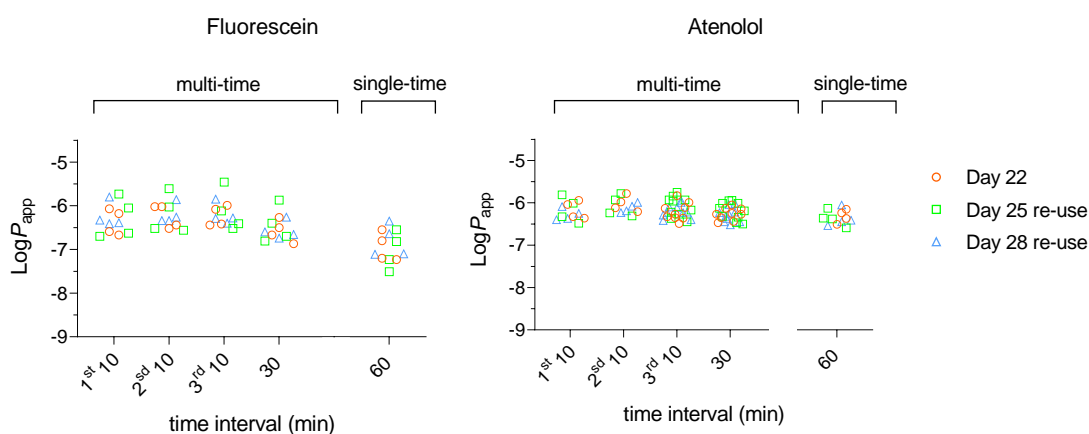 Fluorescein
multi-time
single-time
LogPapp
-5
-6
-7
-8
-9
1st 10
2sd 10
3rd 10
30
60
time interval (min)
Atenolol
multi-time
single-time
LogPapp
-5
-6
-7
-8
-9
1st 10
2sd 10
3rd 10
30
60
time interval (min)
Day 22
Day 25 re-use
Day 28 re-use